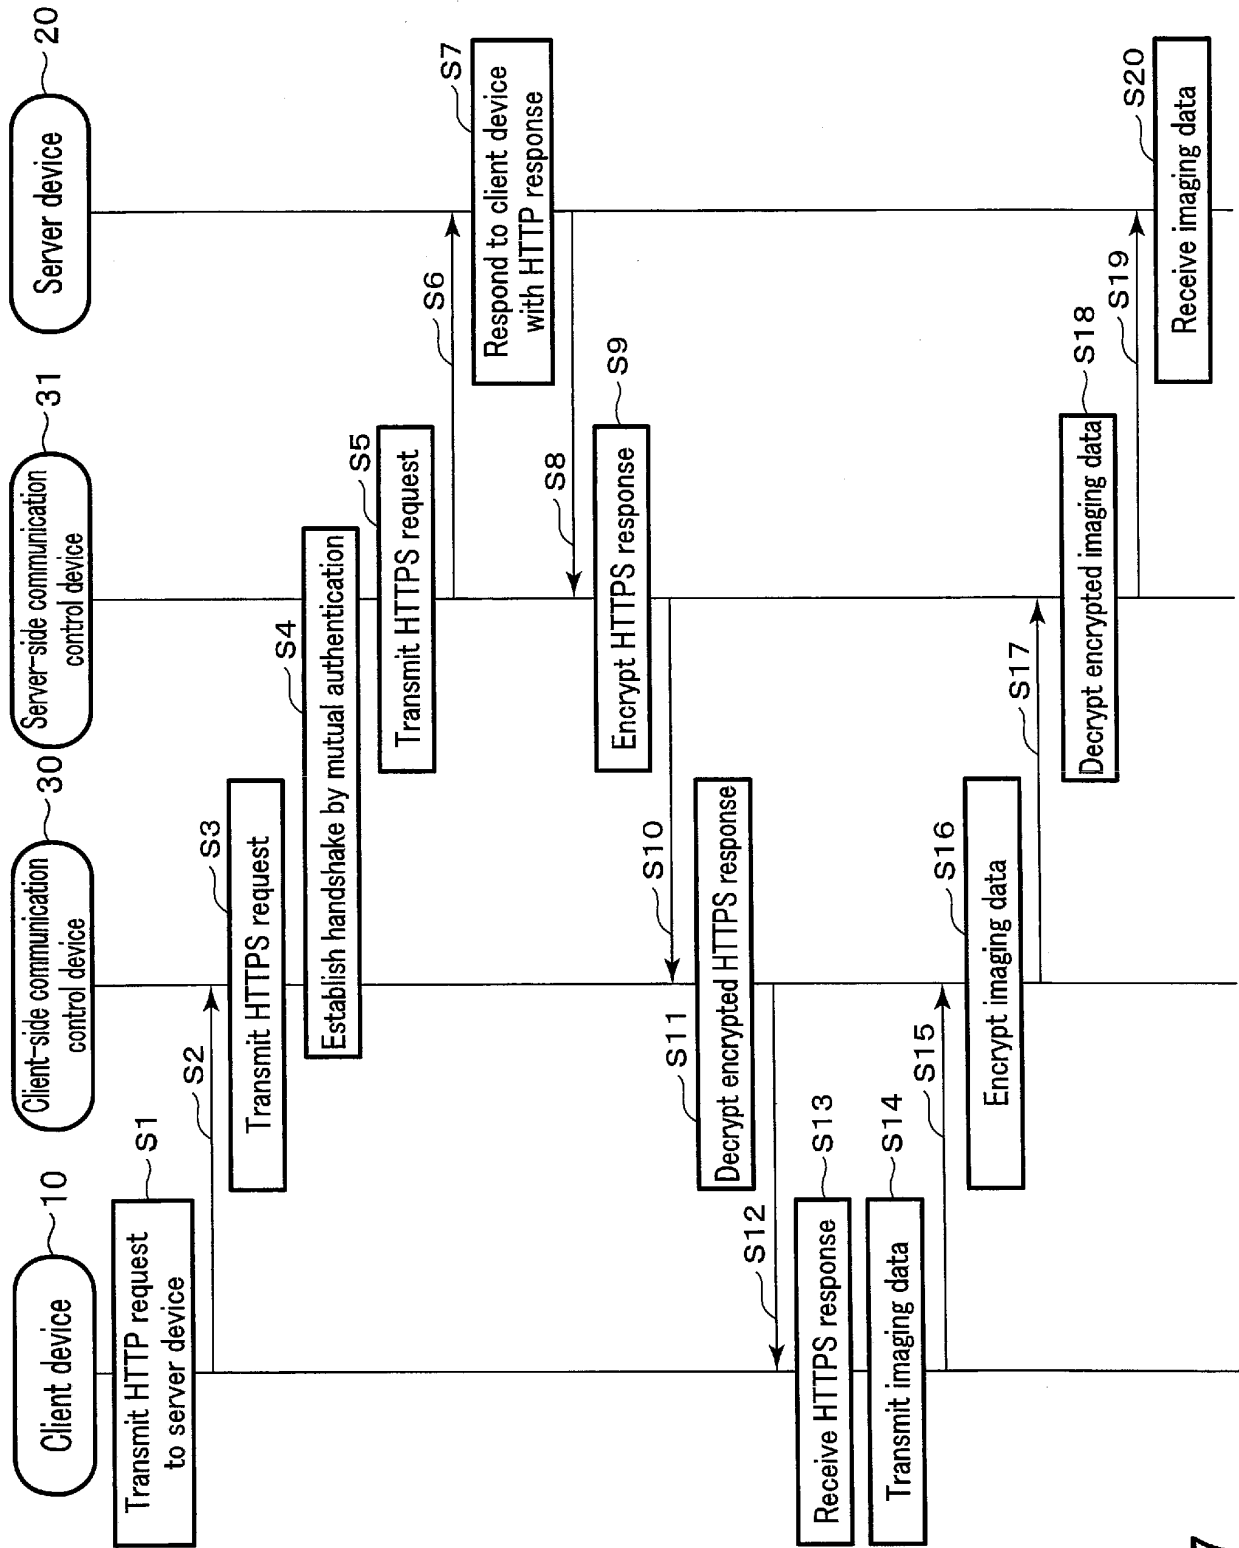 Client device
10
Client-side communication
control device
30
Server-side communication
control device
31
Server device
20
Transmit HTTP request
to server device
S1
S2
Transmit HTTPS request
S3
Establish handshake by mutual authentication
S4
Transmit HTTPS request
S5
S6
Respond to client device
with HTTP response
S7
S8
Encrypt HTTPS response
S9
S10
Decrypt encrypted HTTPS response
S11
S12
Receive HTTPS response
S13
Transmit imaging data
S14
S15
Encrypt imaging data
S16
S17
Decrypt encrypted imaging data
S18
S19
Receive imaging data
S20
7